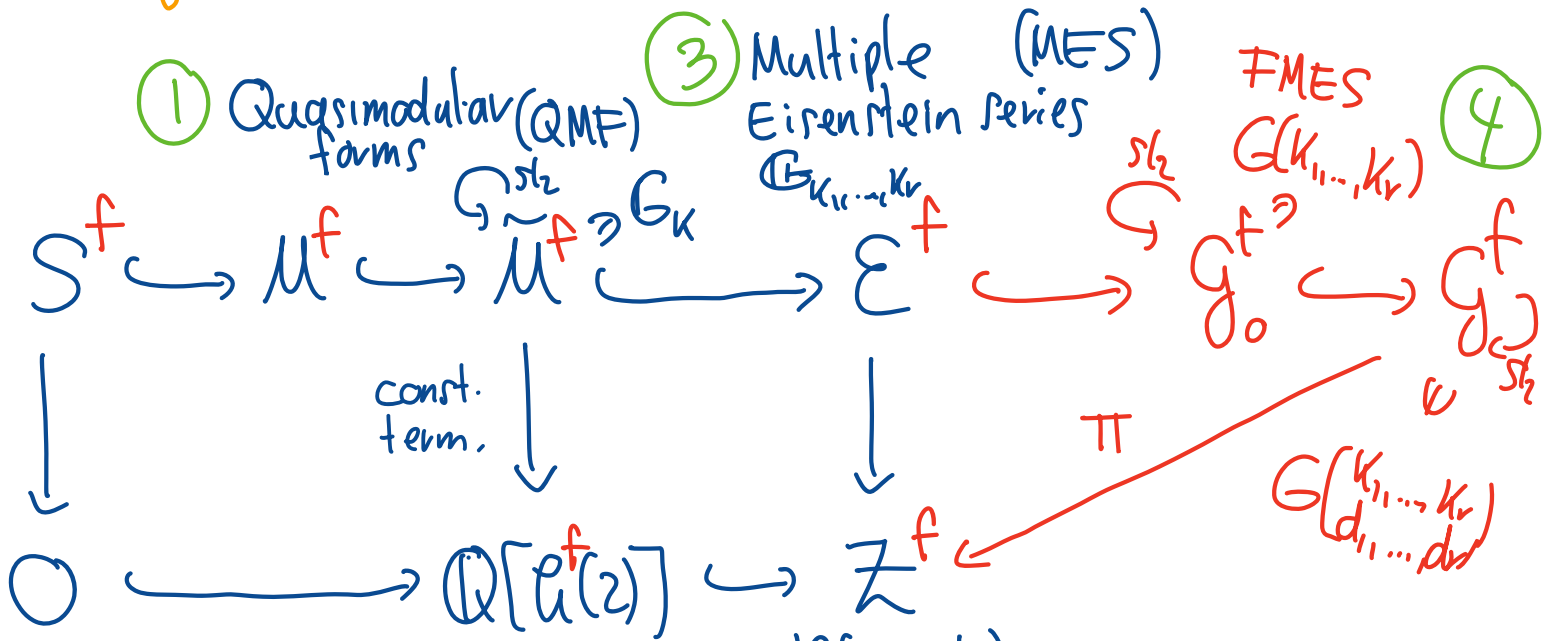 ③ Multiple (MES)
Eisenstein series
𝔾_{k_1,...,k_r}
① Quasimodular (QMF)
forms
FMES
G(k_1,...,k_r)
④
sl_2
G_k
sl_2
S^f ↪ M^f ↪ M̃^f ↪ ℰ^f ↪ 𝒢_0^f ↪ 𝒢^f
∋
∋
sl_2
const.
term.
π
G(k_1,...,k_r
d_1,...,d_r)
0 ↪ ℚ[ζ^f(2)] ↪ 𝒵^f